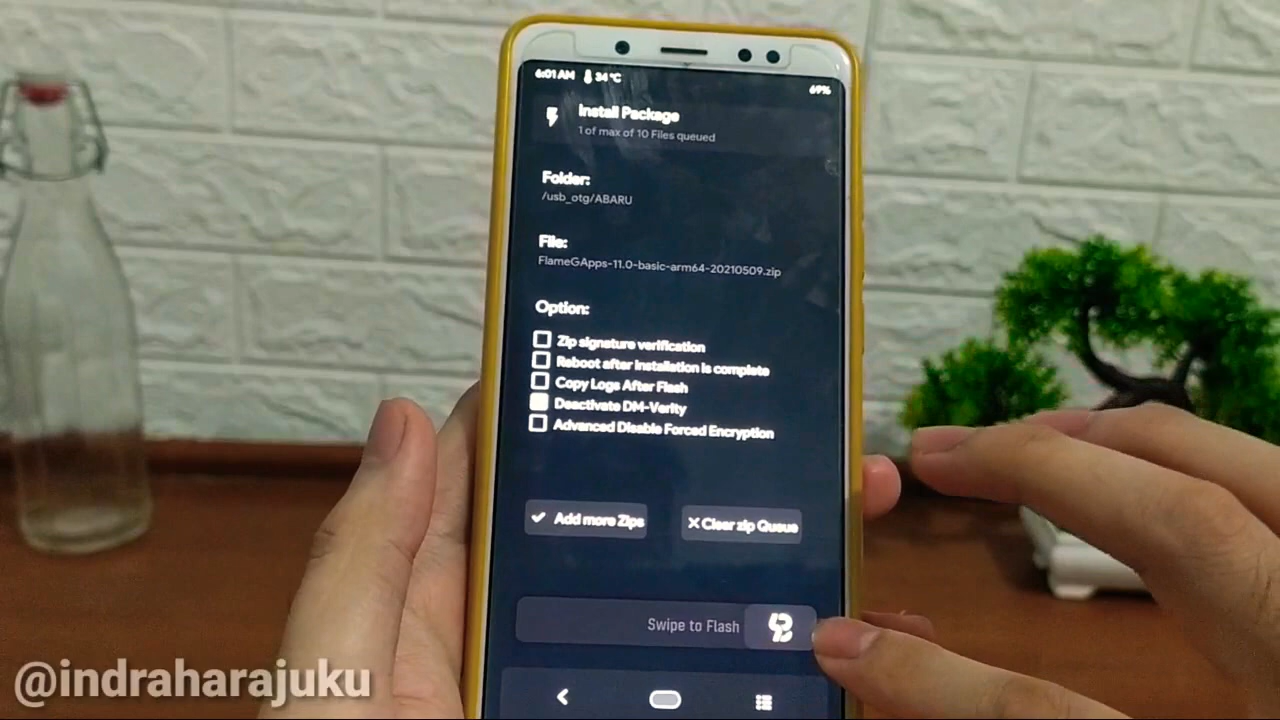 6:01 AM 34 °C 69%
Install Package
1 of max of 10 Files queued
Folder:
/usb_otg/ABARU
File:
FlameGApps-11.0-basic-arm64-20210509.zip
Option:
Zip signature verification
Reboot after installation is complete
Copy Logs After Flash
Deactivate DM-Verity
Advanced Disable Forced Encryption
Add more Zips
Clear zip Queue
Swipe to Flash
@indraharajuku